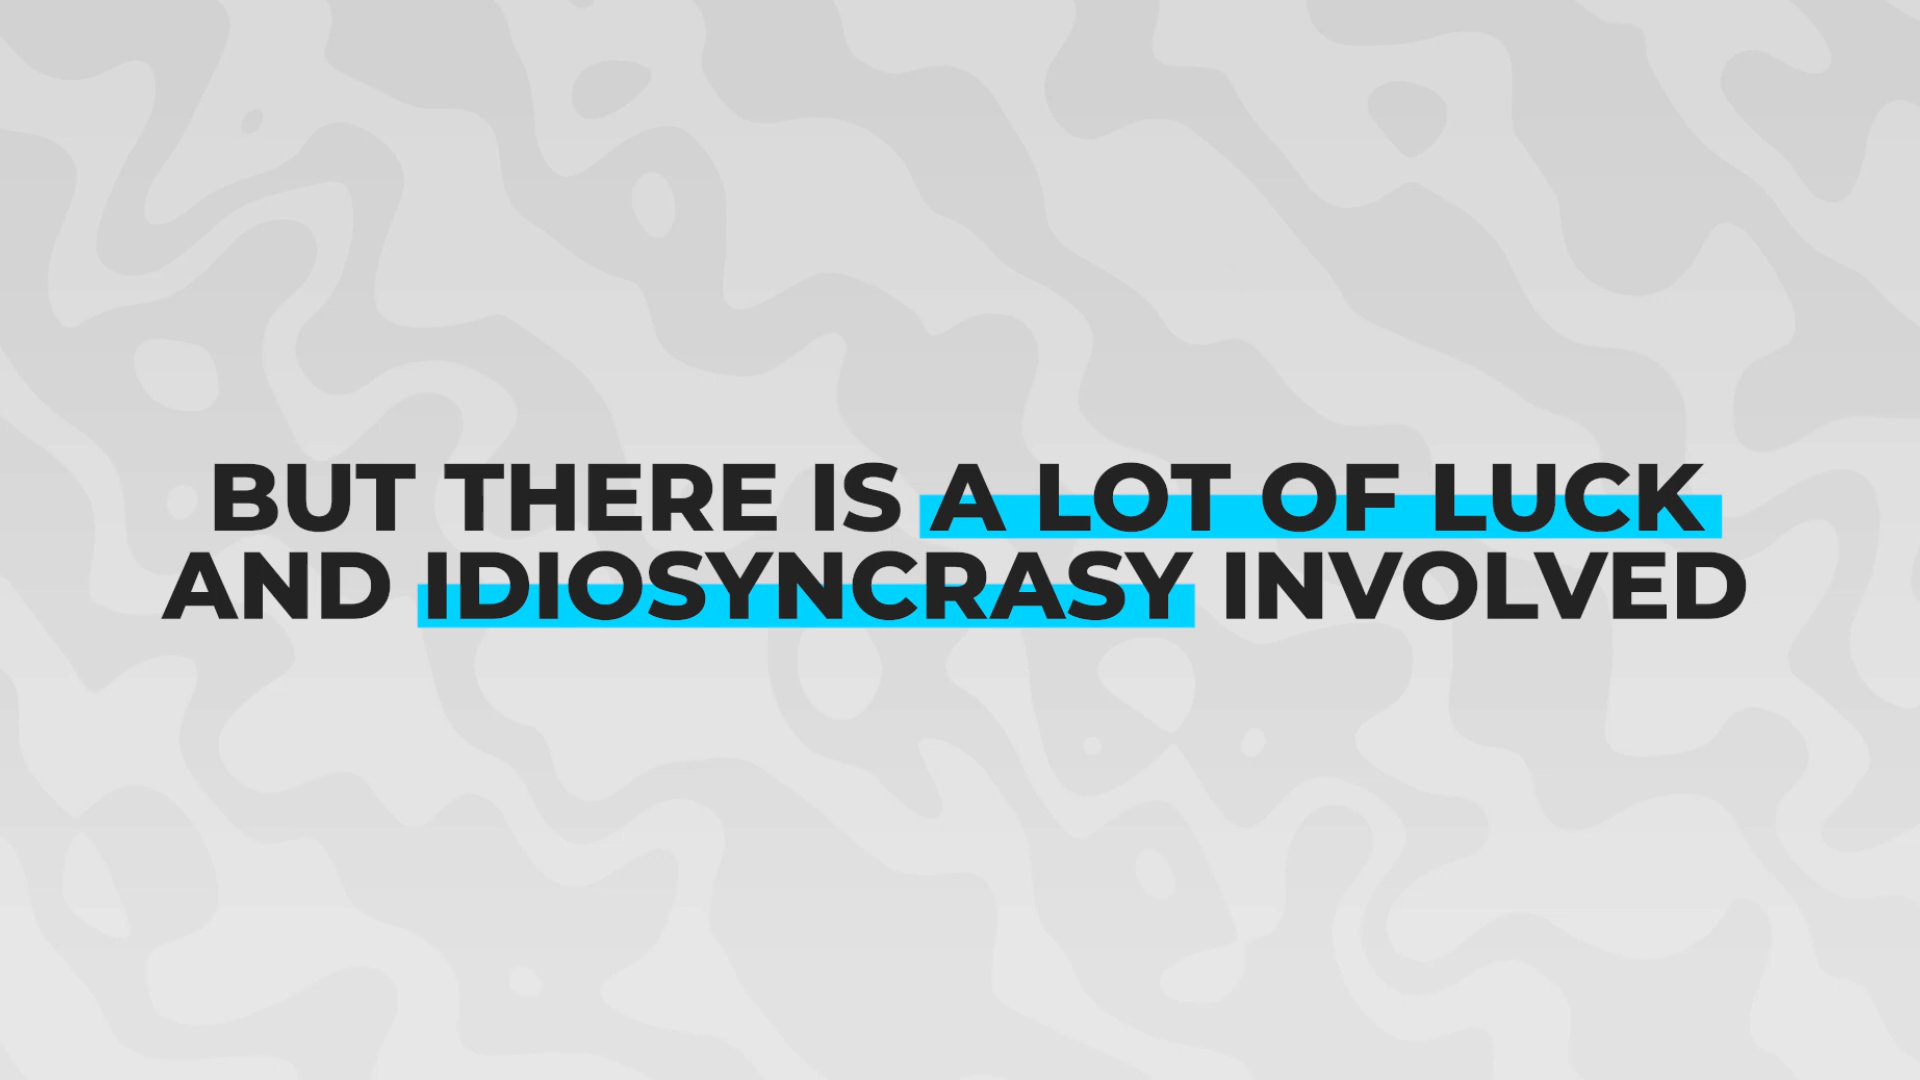 BUT THERE IS A LOT OF LUCK
AND IDIOSYNCRASY INVOLVED